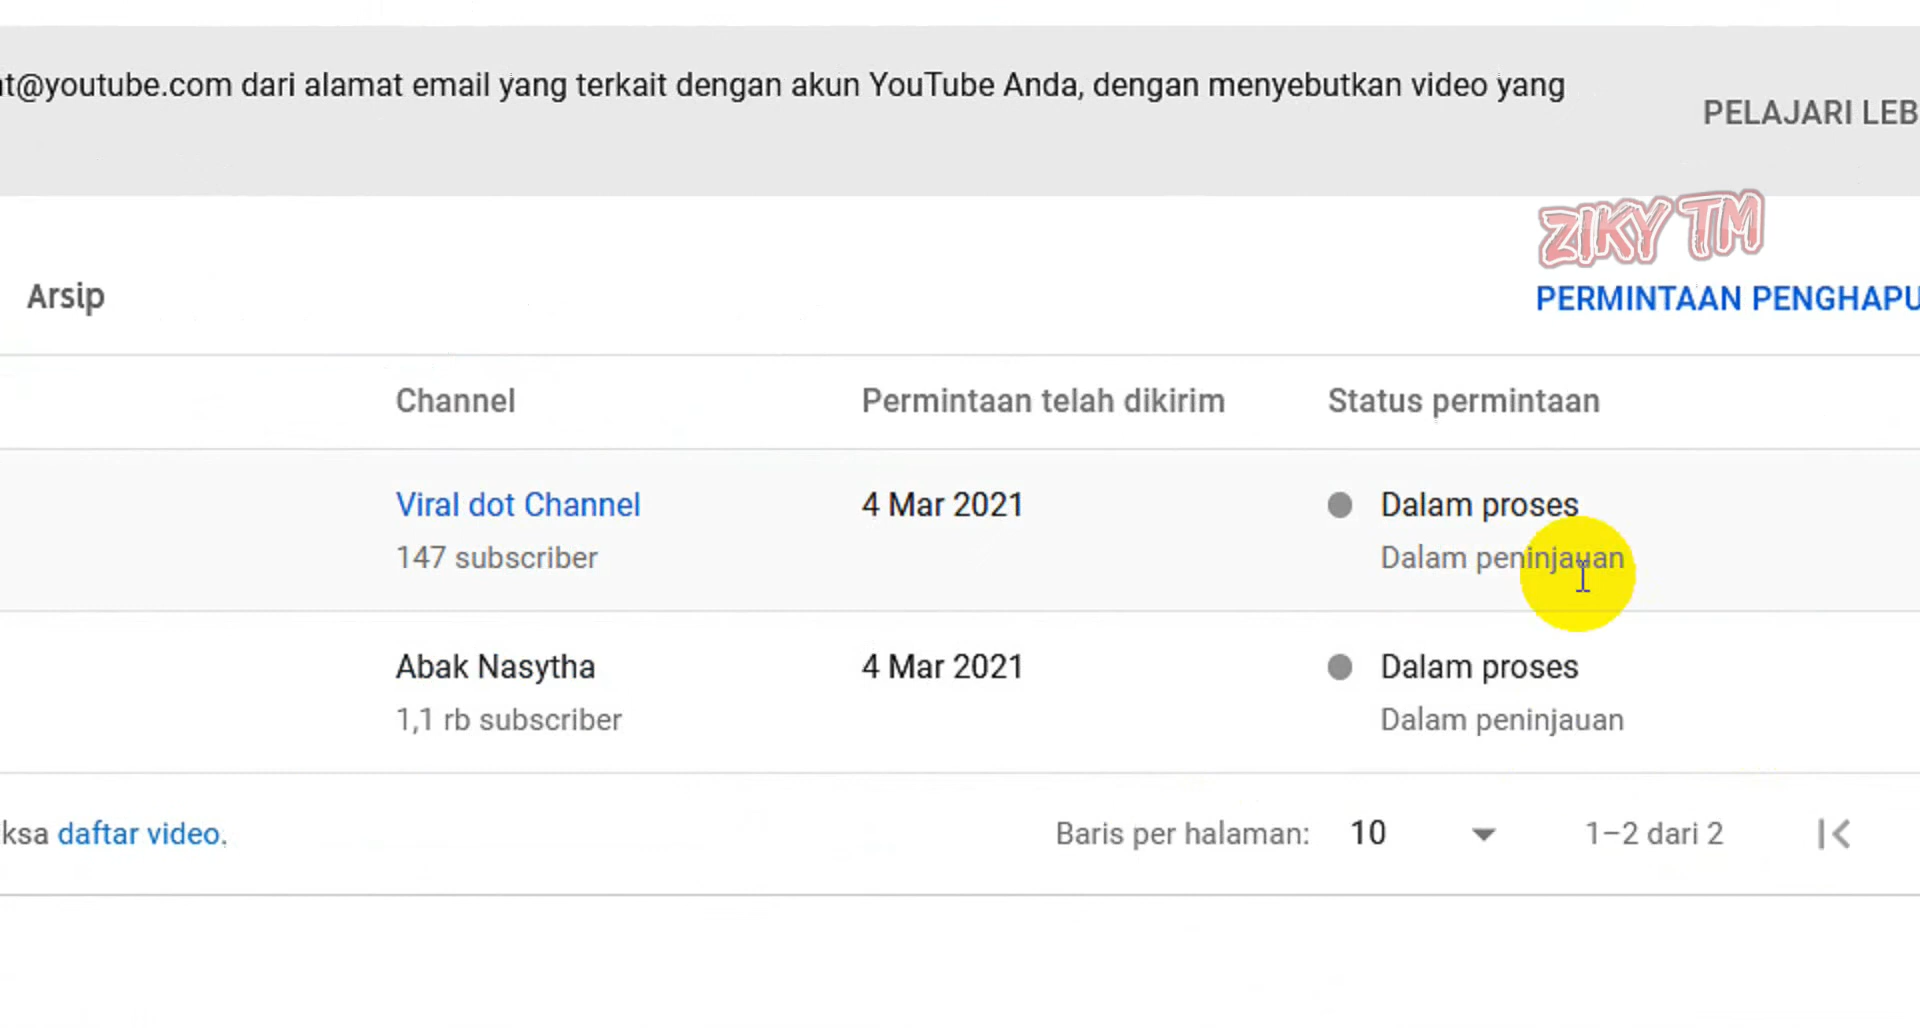 t@youtube.com dari alamat email yang terkait dengan akun YouTube Anda, dengan menyebutkan video yang
PELAJARI LEB
ZIKY TM
Arsip
PERMINTAAN PENGHAPU
Channel Permintaan telah dikirim Status permintaan
Viral dot Channel 4 Mar 2021 Dalam proses
147 subscriber Dalam peninjauan
Abak Nasytha 4 Mar 2021 Dalam proses
1,1 rb subscriber Dalam peninjauan
ksa daftar video. Baris per halaman: 10 1–2 dari 2